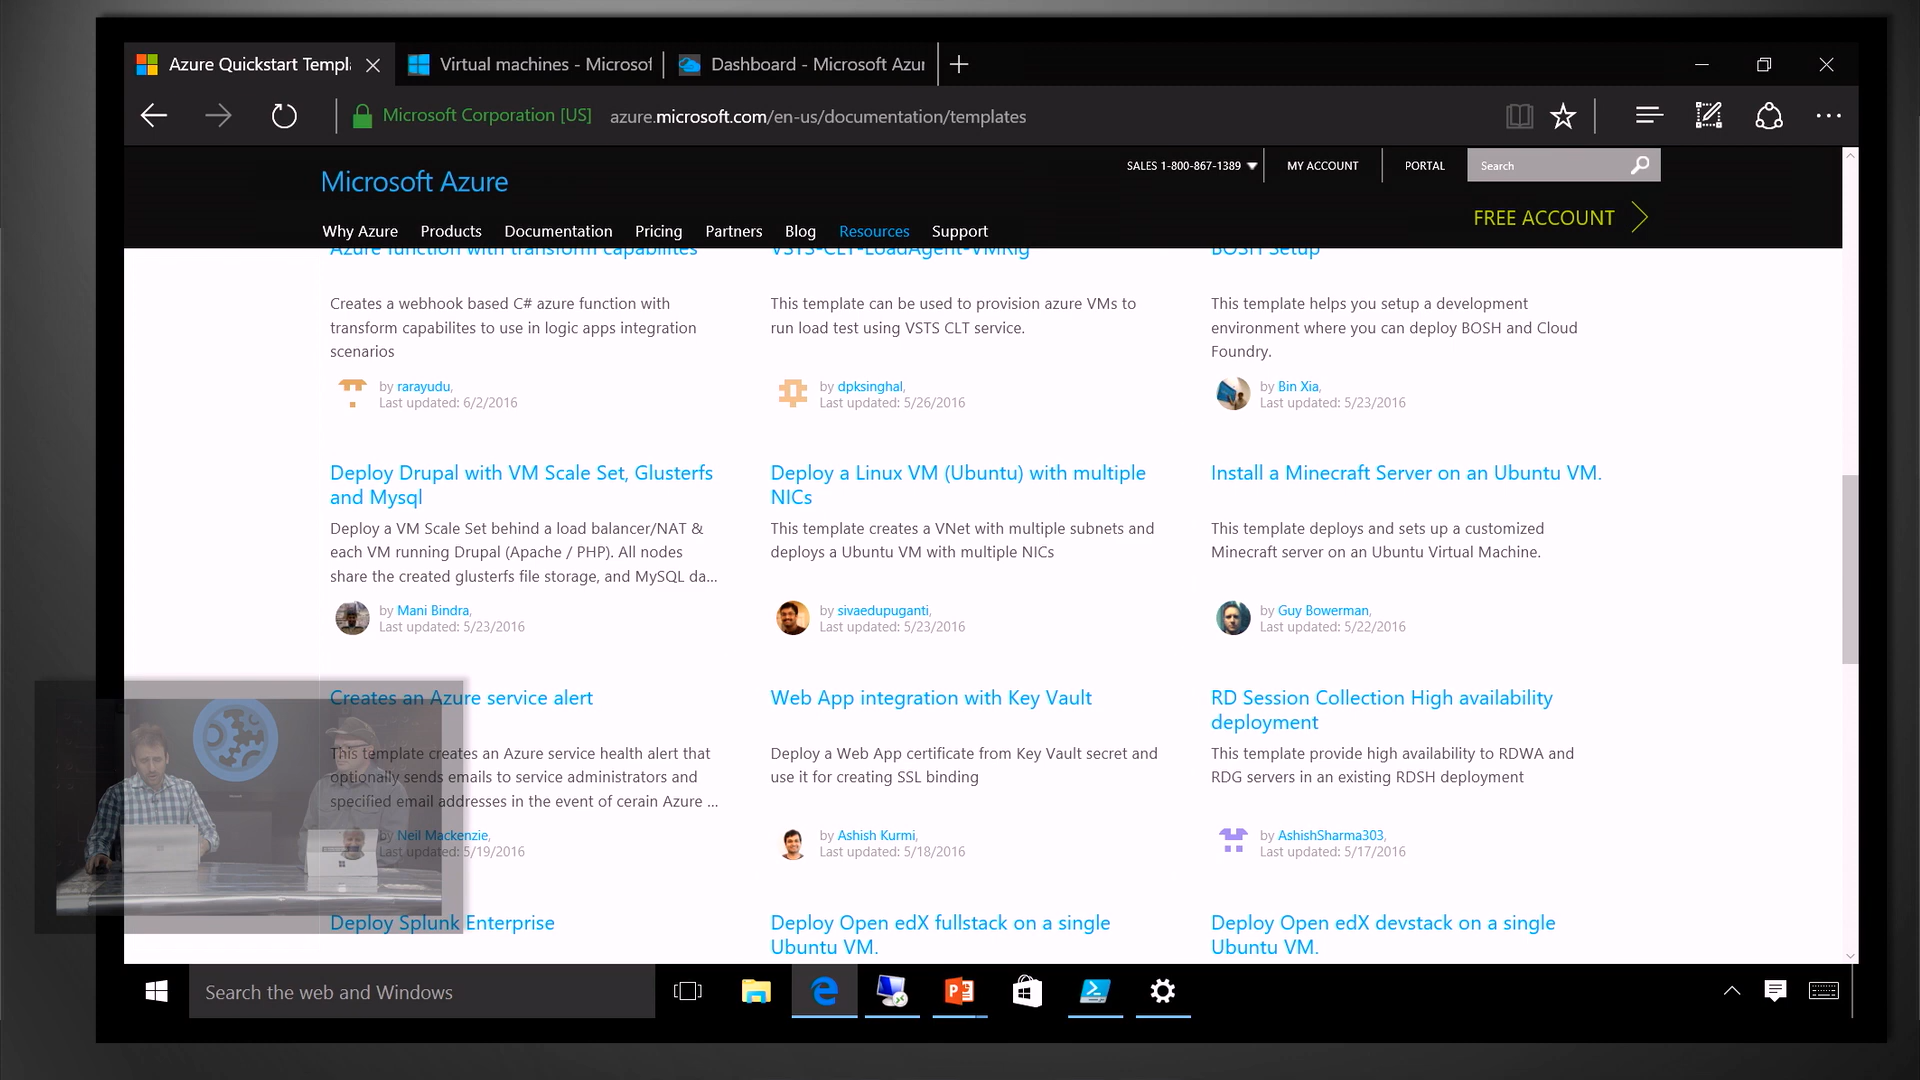 Azure Quickstart Templ
Virtual machines - Microsof
Dashboard - Microsoft Azur
Microsoft Corporation [US]
azure.microsoft.com/en-us/documentation/templates
SALES 1-800-867-1389
MY ACCOUNT
PORTAL
Search
Microsoft Azure
FREE ACCOUNT
Why Azure
Products
Documentation
Pricing
Partners
Blog
Resources
Support
Azure function with transform capabilites
VSTS-CLT-LoadAgent-VMRig
BOSH Setup
Creates a webhook based C# azure function with
transform capabilites to use in logic apps integration
scenarios
by rarayudu,
Last updated: 6/2/2016
This template can be used to provision azure VMs to
run load test using VSTS CLT service.
by dpksinghal,
Last updated: 5/26/2016
This template helps you setup a development
environment where you can deploy BOSH and Cloud
Foundry.
by Bin Xia,
Last updated: 5/23/2016
Deploy Drupal with VM Scale Set, Glusterfs
and Mysql
Deploy a VM Scale Set behind a load balancer/NAT &
each VM running Drupal (Apache / PHP). All nodes
share the created glusterfs file storage, and MySQL da...
by Mani Bindra,
Last updated: 5/23/2016
Deploy a Linux VM (Ubuntu) with multiple
NICs
This template creates a VNet with multiple subnets and
deploys a Ubuntu VM with multiple NICs
by sivaedupuganti,
Last updated: 5/23/2016
Install a Minecraft Server on an Ubuntu VM.
This template deploys and sets up a customized
Minecraft server on an Ubuntu Virtual Machine.
by Guy Bowerman,
Last updated: 5/22/2016
Creates an Azure service alert
This template creates an Azure service health alert that
optionally sends emails to service administrators and
specified email addresses in the event of cerain Azure ...
by Neil Mackenzie,
Last updated: 5/19/2016
Web App integration with Key Vault
Deploy a Web App certificate from Key Vault secret and
use it for creating SSL binding
by Ashish Kurmi,
Last updated: 5/18/2016
RD Session Collection High availability
deployment
This template provide high availability to RDWA and
RDG servers in an existing RDSH deployment
by AshishSharma303,
Last updated: 5/17/2016
Deploy Splunk Enterprise
Deploy Open edX fullstack on a single
Ubuntu VM.
Deploy Open edX devstack on a single
Ubuntu VM.
Search the web and Windows